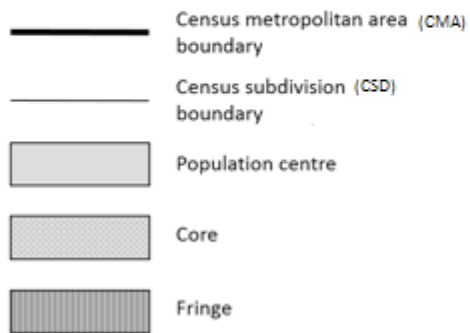 Census metropolitan area (CMA)
boundary
Census subdivision (CSD)
boundary
Population centre
Core
Fringe